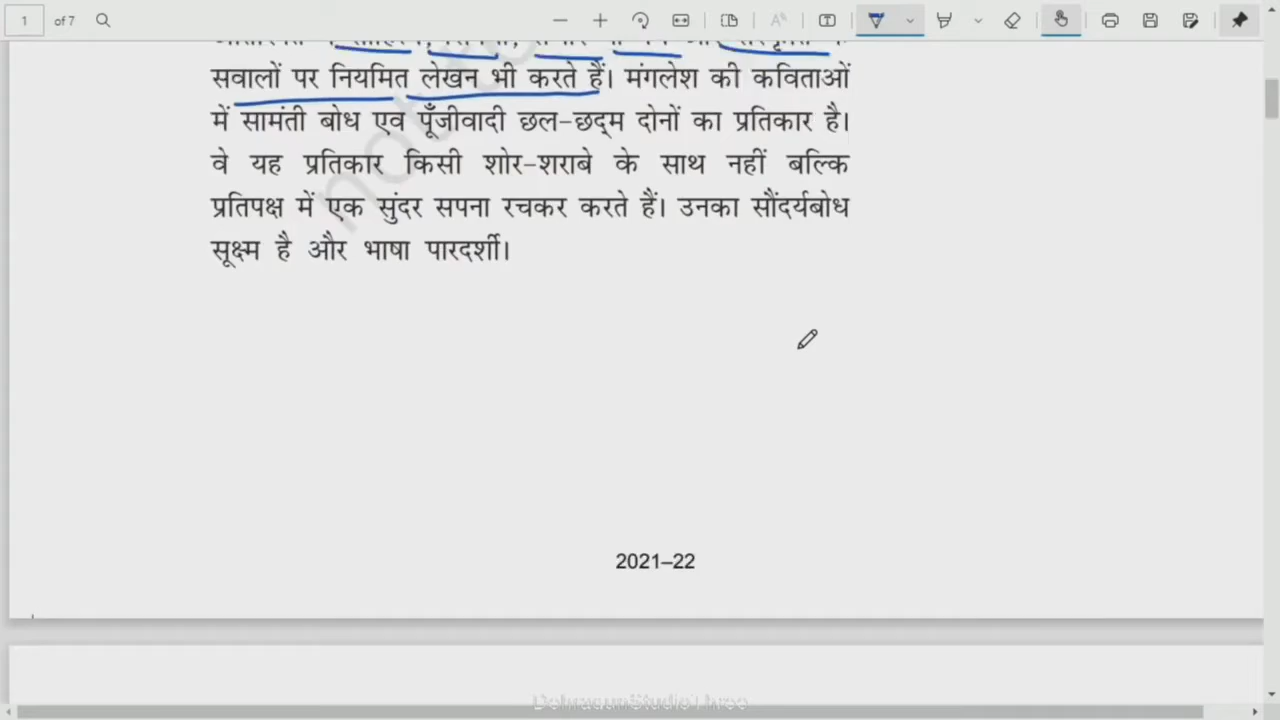 1 of 7
सवालों पर नियमित लेखन भी करते हैं। मंगलेश की कविताओं
में सामंती बोध एव पूँजीवादी छल-छद्म दोनों का प्रतिकार है।
वे यह प्रतिकार किसी शोर-शराबे के साथ नहीं बल्कि
प्रतिपक्ष में एक सुंदर सपना रचकर करते हैं। उनका सौंदर्यबोध
सूक्ष्म है और भाषा पारदर्शी।
not
2021–22